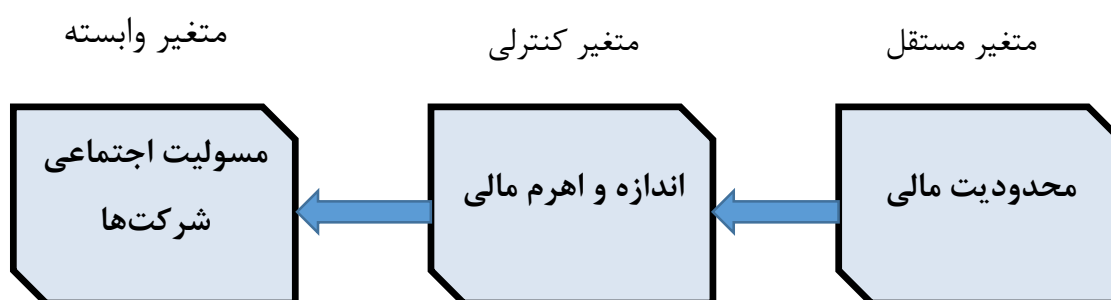 متغیر مستقل
متغیر کنترلی
متغیر وابسته
محدودیت مالی
اندازه و اهرم مالی
مسولیت اجتماعی
شرکت‌ها